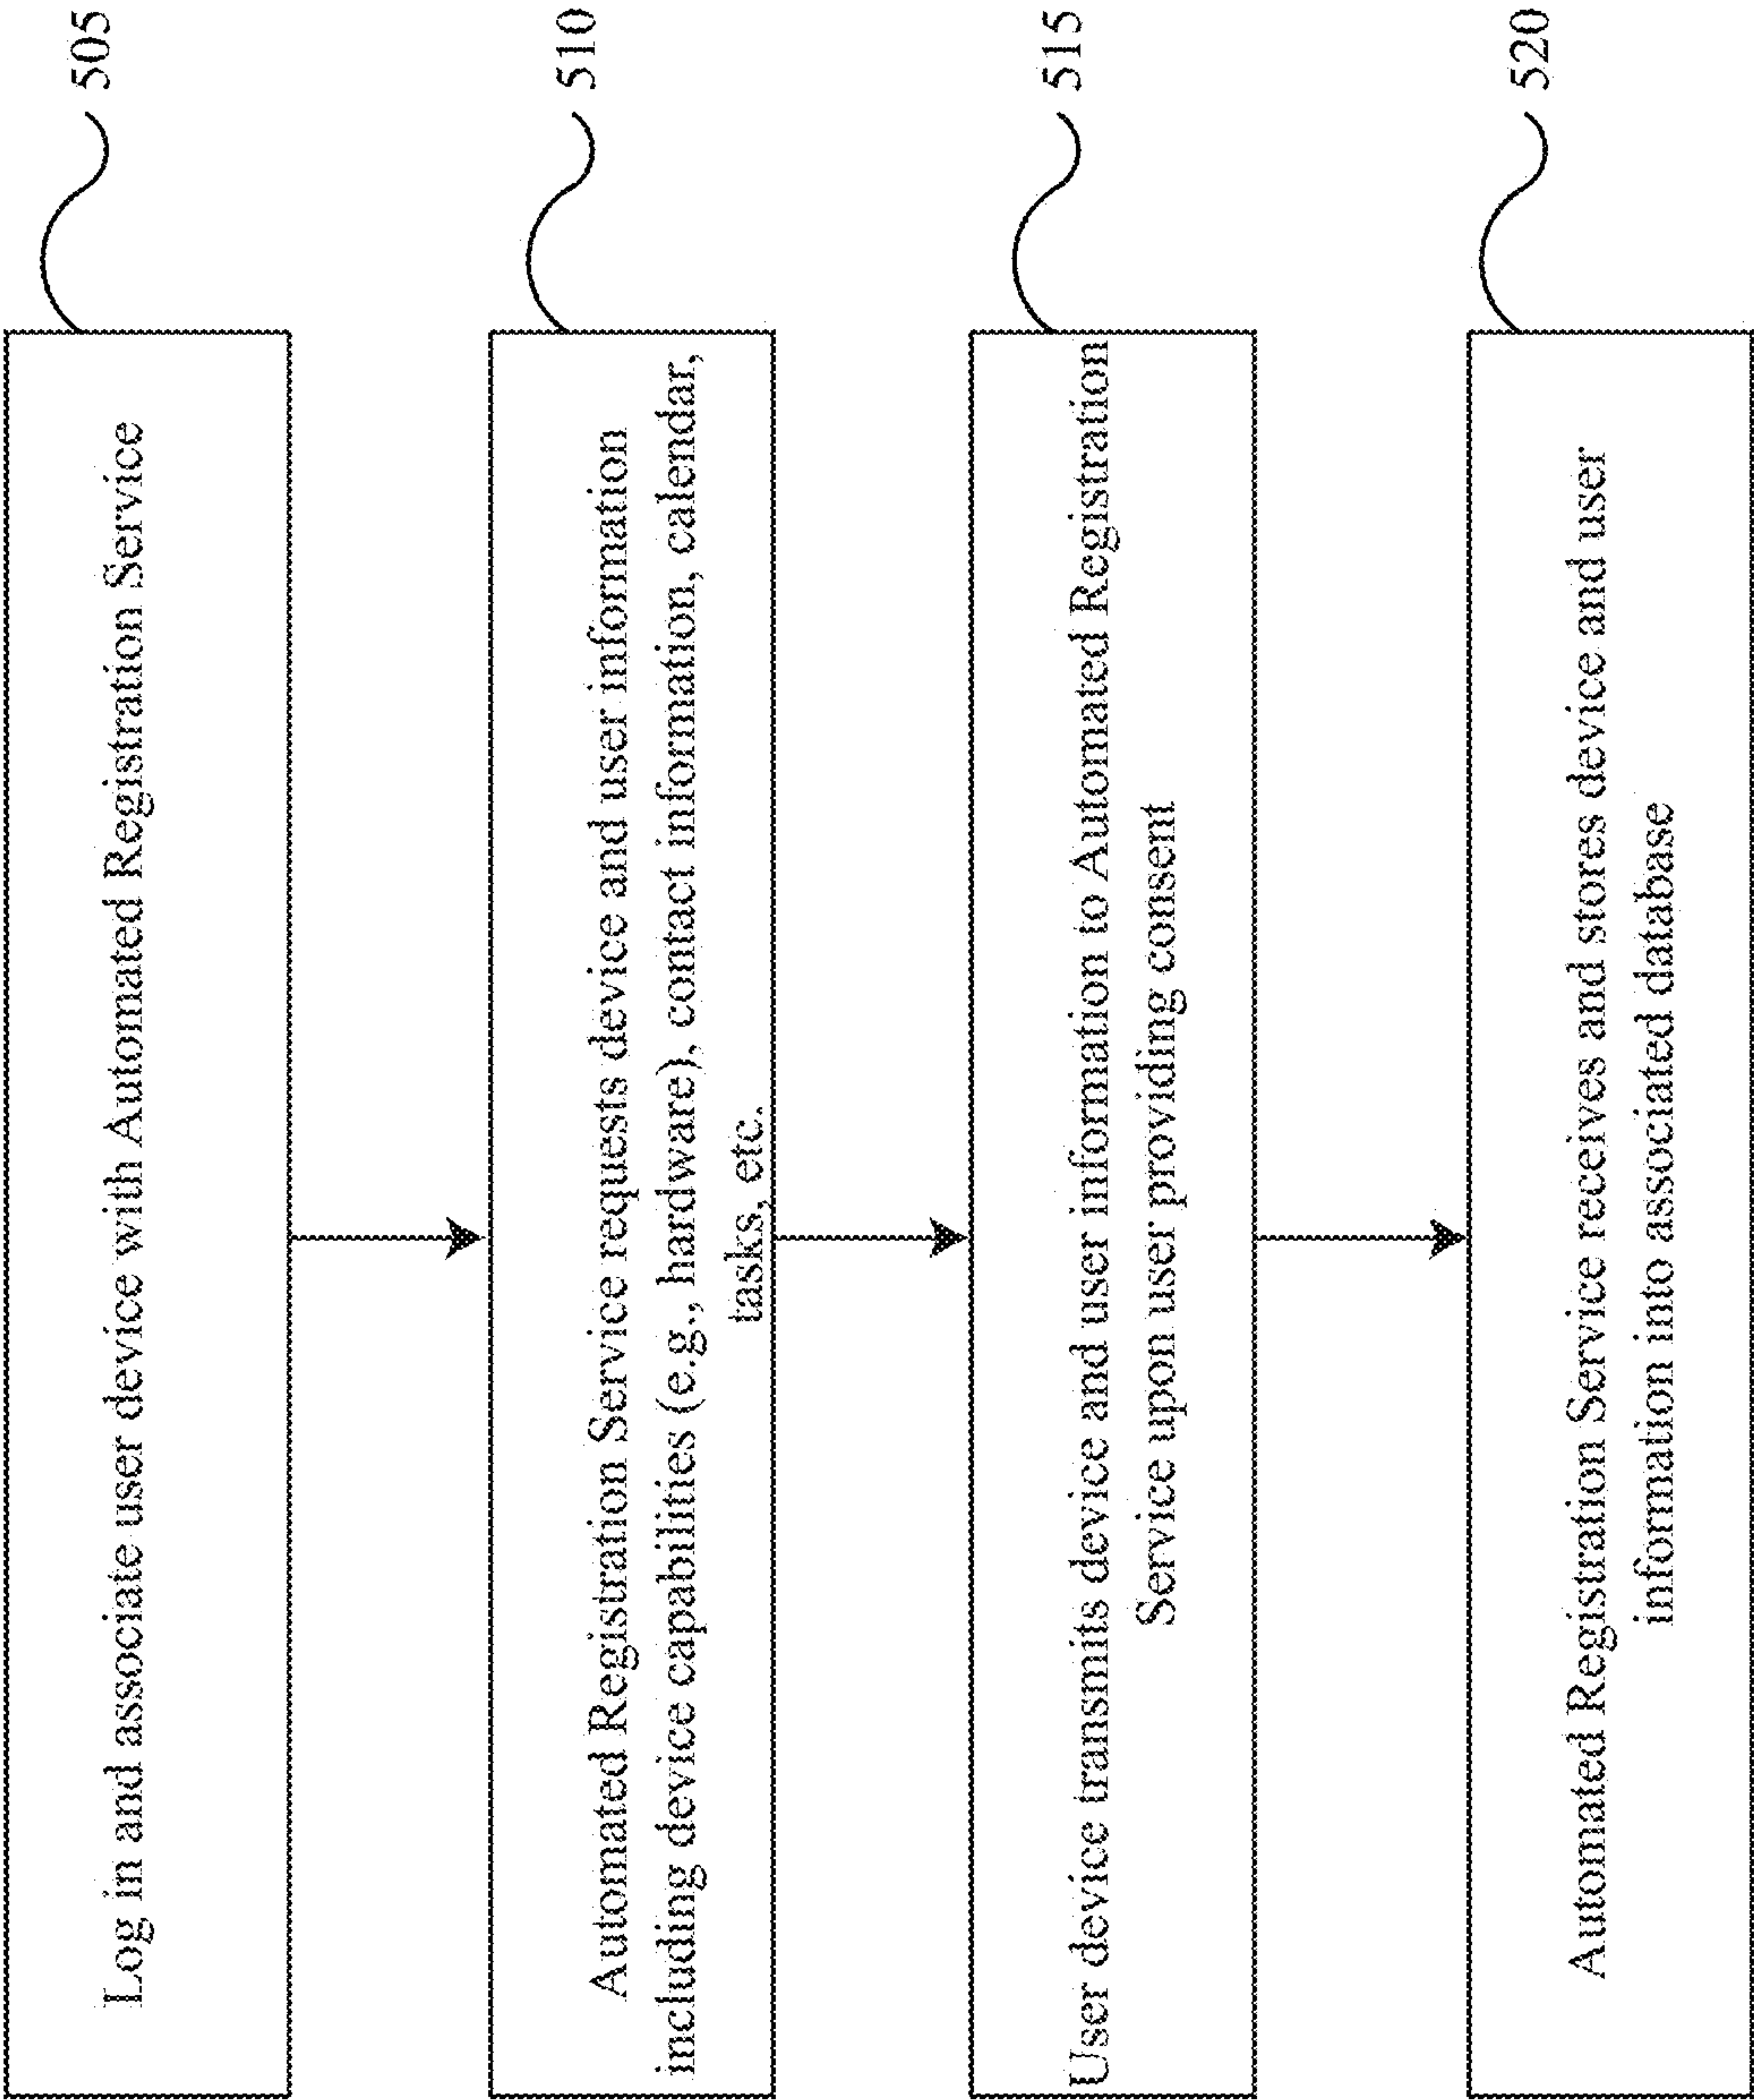 Log in and associate user device with Automated Registration Service
505
Automated Registration Service requests device and user information
including device capabilities (e.g., hardware), contact information, calendar,
tasks, etc.
510
User device transmits device and user information to Automated Registration
Service upon user providing consent
515
Automated Registration Service receives and stores device and user
information into associated database
520